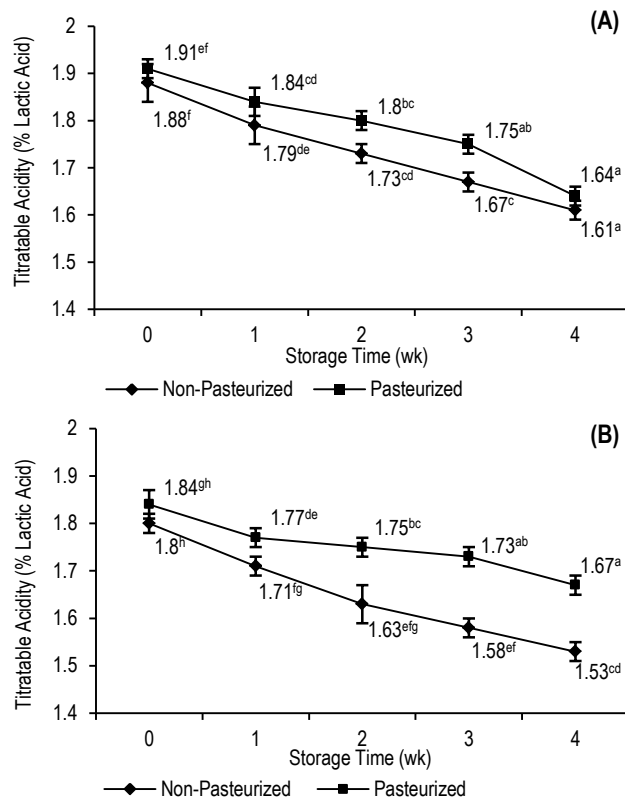 (A)
Titratable Acidity (% Lactic Acid)
2
1.9
1.8
1.7
1.6
1.5
1.4
1.91ef
1.84cd
1.8bc
1.75ab
1.64a
1.88f
1.79de
1.73cd
1.67c
1.61a
0 1 2 3 4
Storage Time (wk)
Non-Pasteurized Pasteurized
(B)
Titratable Acidity (% Lactic Acid)
2
1.9
1.8
1.7
1.6
1.5
1.4
1.84gh
1.77de
1.75bc
1.73ab
1.67a
1.8h
1.71fg
1.63efg
1.58ef
1.53cd
0 1 2 3 4
Storage Time (wk)
Non-Pasteurized Pasteurized